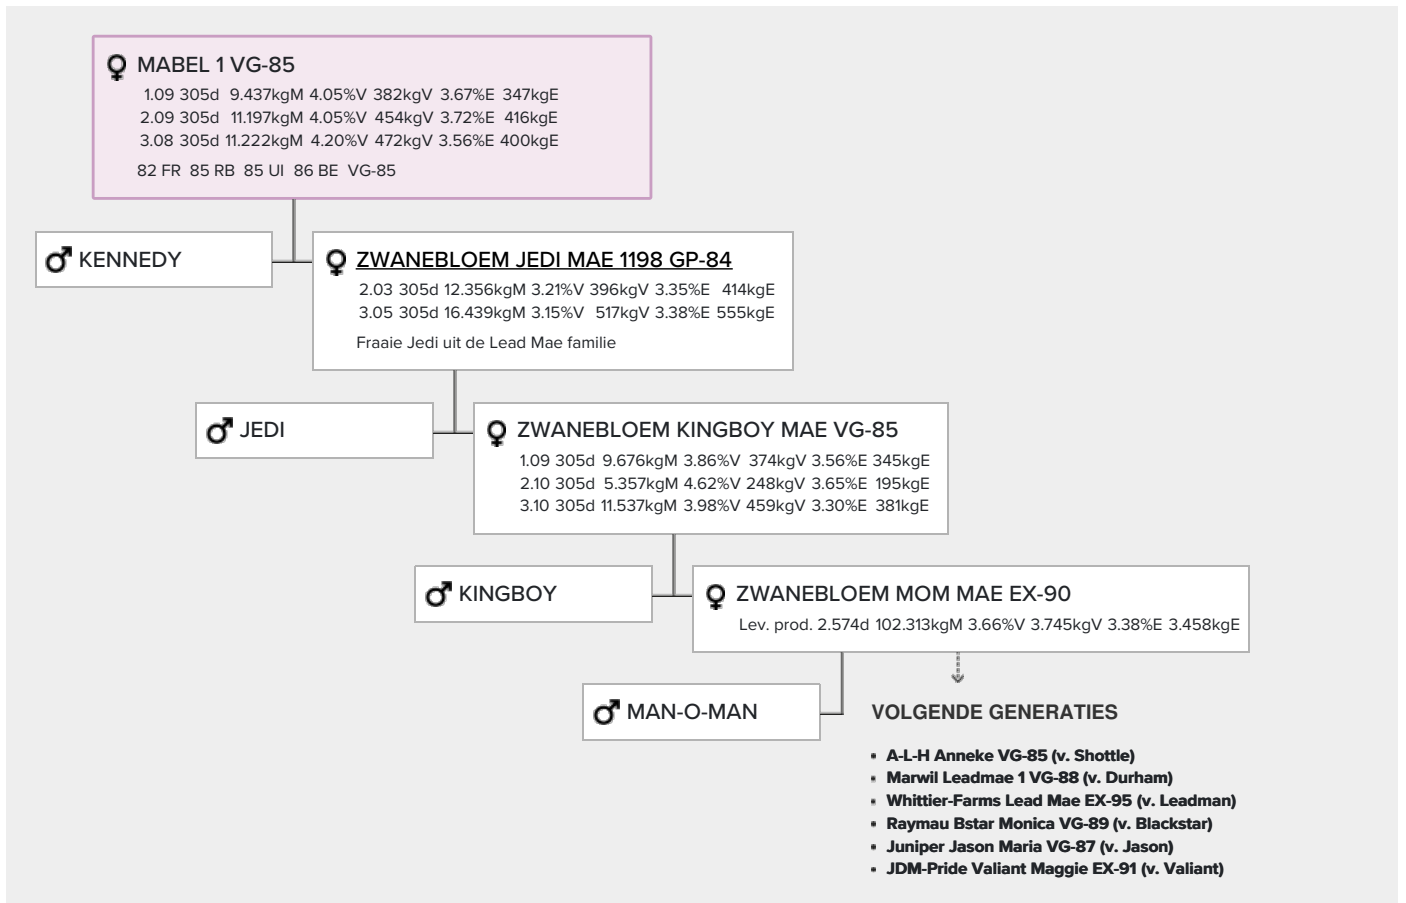 MABEL 1 VG-85
1.09 305d 9.437kgM 4.05%V 382kgV 3.67%E 347kgE
2.09 305d 11.197kgM 4.05%V 454kgV 3.72%E 416kgE
3.08 305d 11.222kgM 4.20%V 472kgV 3.56%E 400kgE
82 FR 85 RB 85 UI 86 BE VG-85
KENNEDY
ZWANEBLOEM JEDI MAE 1198 GP-84
2.03 305d 12.356kgM 3.21%V 396kgV 3.35%E 414kgE
3.05 305d 16.439kgM 3.15%V 517kgV 3.38%E 555kgE
Fraaie Jedi uit de Lead Mae familie
JEDI
ZWANEBLOEM KINGBOY MAE VG-85
1.09 305d 9.676kgM 3.86%V 374kgV 3.56%E 345kgE
2.10 305d 5.357kgM 4.62%V 248kgV 3.65%E 195kgE
3.10 305d 11.537kgM 3.98%V 459kgV 3.30%E 381kgE
KINGBOY
ZWANEBLOEM MOM MAE EX-90
Lev. prod. 2.574d 102.313kgM 3.66%V 3.745kgV 3.38%E 3.458kgE
MAN-O-MAN
VOLGENDE GENERATIES
• A-L-H Anneke VG-85 (v. Shottle)
• Marwil Leadmae 1 VG-88 (v. Durham)
• Whittier-Farms Lead Mae EX-95 (v. Leadman)
• Raymau Bstar Monica VG-89 (v. Blackstar)
• Juniper Jason Maria VG-87 (v. Jason)
• JDM-Pride Valiant Maggie EX-91 (v. Valiant)